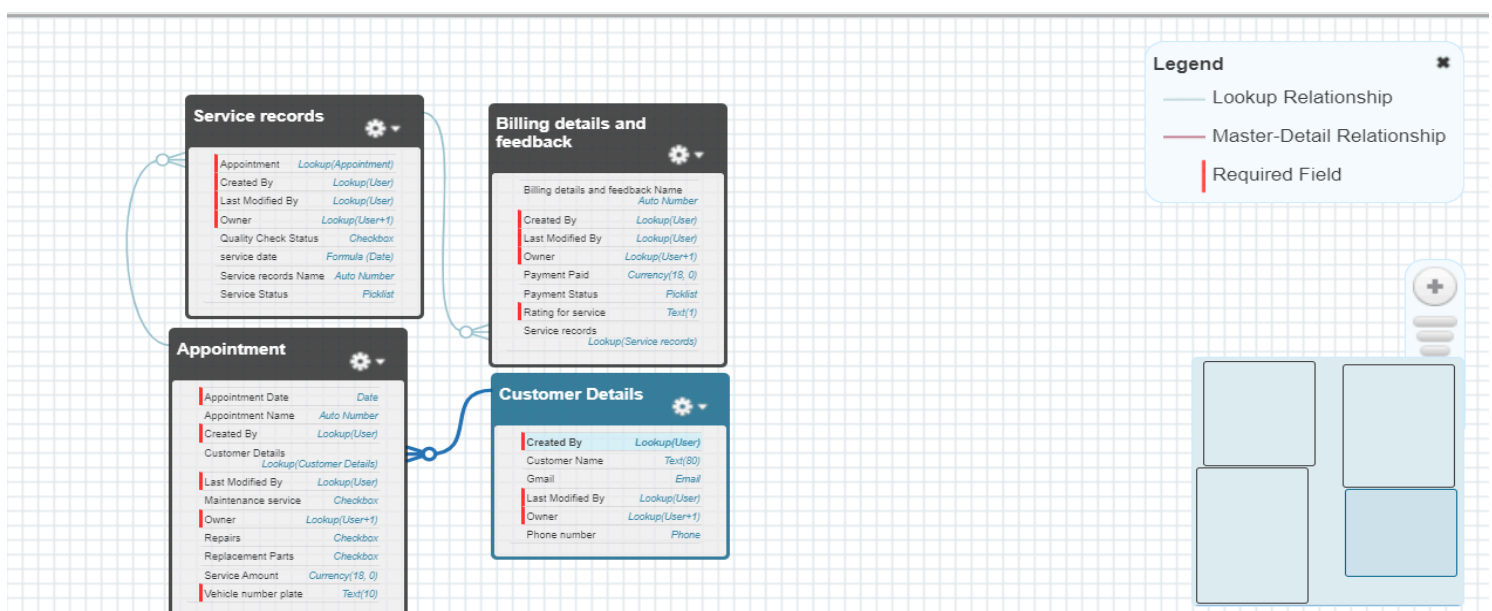 Service records
Appointment Lookup(Appointment)
Created By Lookup(User)
Last Modified By Lookup(User)
Owner Lookup(User+1)
Quality Check Status Checkbox
service date Formula (Date)
Service records Name Auto Number
Service Status Picklist
Billing details and
feedback
Billing details and feedback Name
Auto Number
Created By Lookup(User)
Last Modified By Lookup(User)
Owner Lookup(User+1)
Payment Paid Currency(18, 0)
Payment Status Picklist
Rating for service Text(1)
Service records
Lookup(Service records)
Appointment
Appointment Date Date
Appointment Name Auto Number
Created By Lookup(User)
Customer Details
Lookup(Customer Details)
Last Modified By Lookup(User)
Maintenance service Checkbox
Owner Lookup(User+1)
Repairs Checkbox
Replacement Parts Checkbox
Service Amount Currency(18, 0)
Vehicle number plate Text(10)
Customer Details
Created By Lookup(User)
Customer Name Text(80)
Gmail Email
Last Modified By Lookup(User)
Owner Lookup(User+1)
Phone number Phone
Legend
Lookup Relationship
Master-Detail Relationship
Required Field